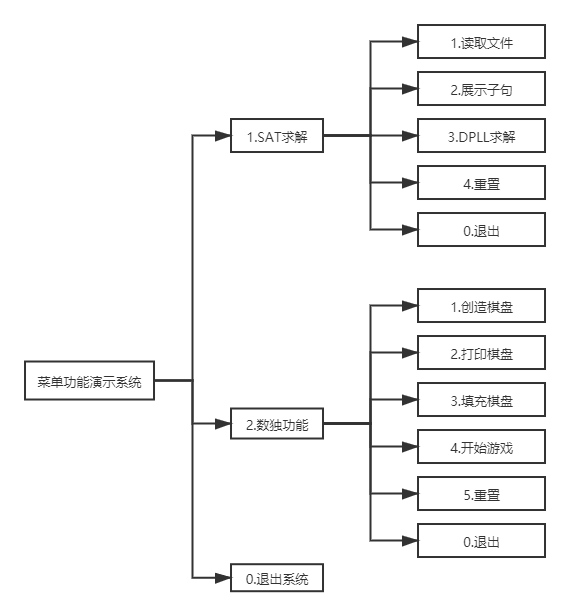 菜单功能演示系统
1.SAT求解
1.读取文件
2.展示子句
3.DPLL求解
4.重置
0.退出
2.数独功能
1.创造棋盘
2.打印棋盘
3.填充棋盘
4.开始游戏
5.重置
0.退出
0.退出系统